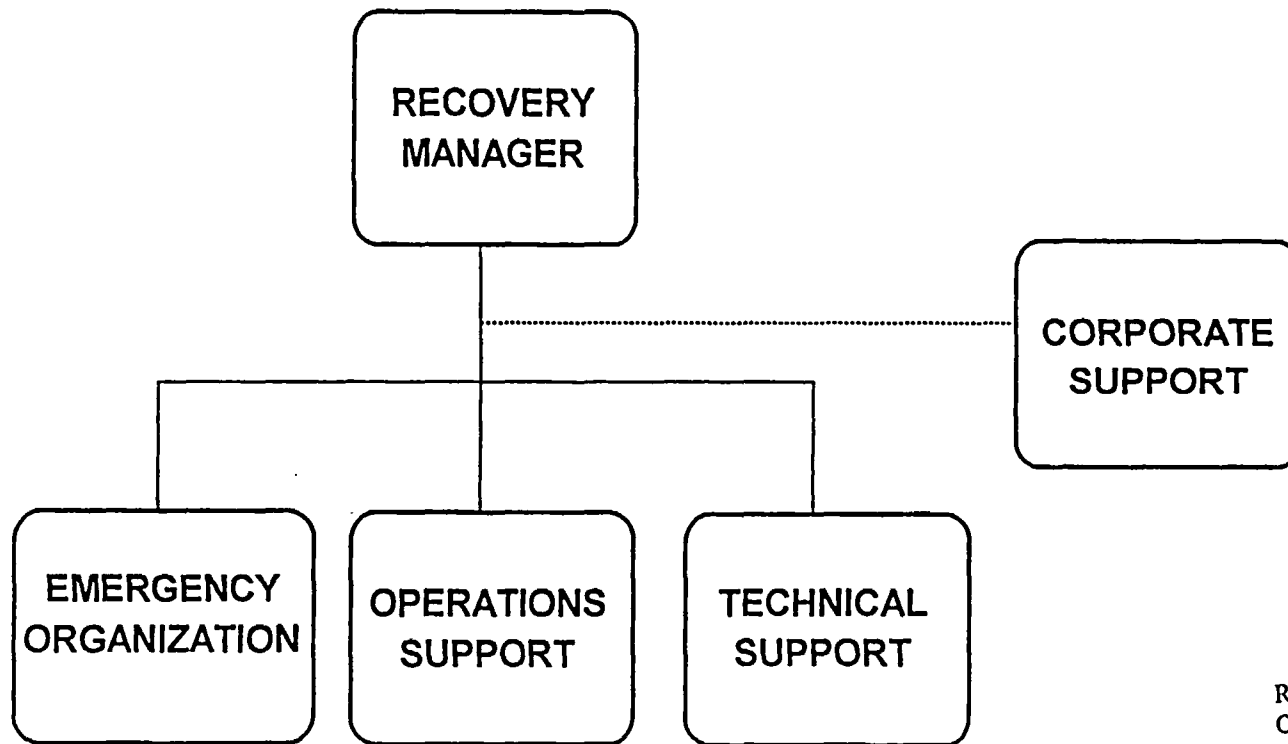 RECOVERY
MANAGER
CORPORATE
SUPPORT
EMERGENCY
ORGANIZATION
OPERATIONS
SUPPORT
TECHNICAL
SUPPORT